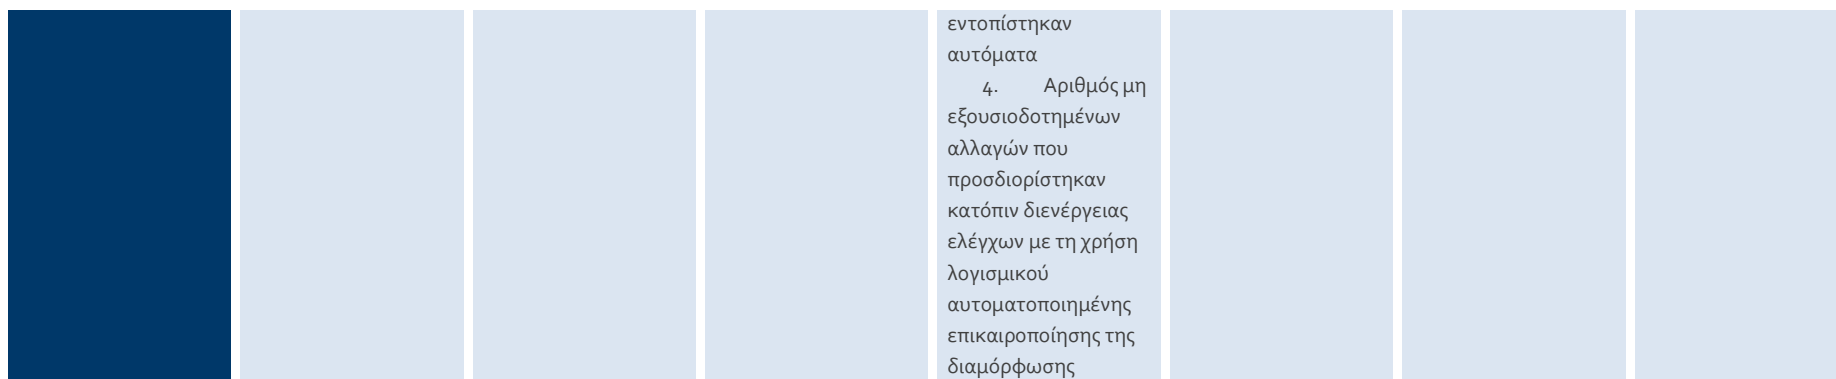 εντοπίστηκαν
αυτόματα
4. Αριθμός μη
εξουσιοδοτημένων
αλλαγών που
προσδιορίστηκαν
κατόπιν διενέργειας
ελέγχων με τη χρήση
λογισμικού
αυτοματοποιημένης
επικαιροποίησης της
διαμόρφωσης